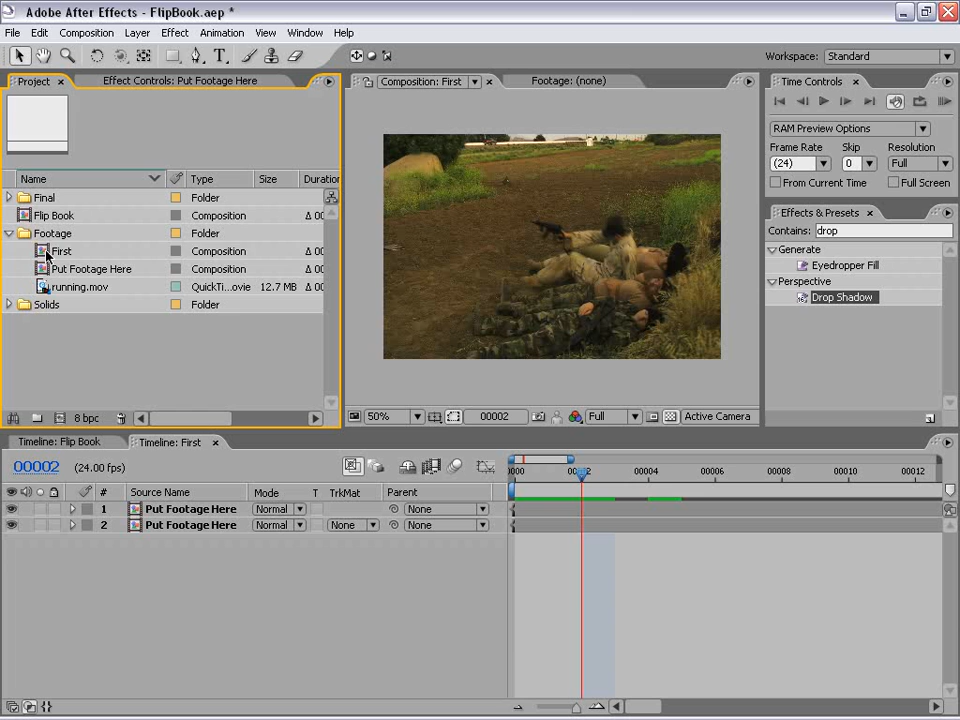 Adobe After Effects - FlipBook.aep *
File Edit Composition Layer Effect Animation View Window Help
Workspace: Standard
Project × Effect Controls: Put Footage Here
Composition: First × Footage: (none)
Time Controls ×
RAM Preview Options
Frame Rate Skip Resolution
(24) 0 Full
From Current Time Full Screen
Name Type Size Duration
Final Folder
Flip Book Composition Δ 00
Footage Folder
First Composition Δ 00
Put Footage Here Composition Δ 00
running.mov QuickTi...ovie 12.7 MB Δ 00
Solids Folder
Effects & Presets ×
Contains: drop
Generate
Eyedropper Fill
Perspective
Drop Shadow
8 bpc
50% 00002 Full Active Camera
Timeline: Flip Book Timeline: First ×
00002 (24.00 fps)
0000 00004 00006 00008 00010 00012
# Source Name Mode T TrkMat Parent
1 Put Footage Here Normal None
2 Put Footage Here Normal None None